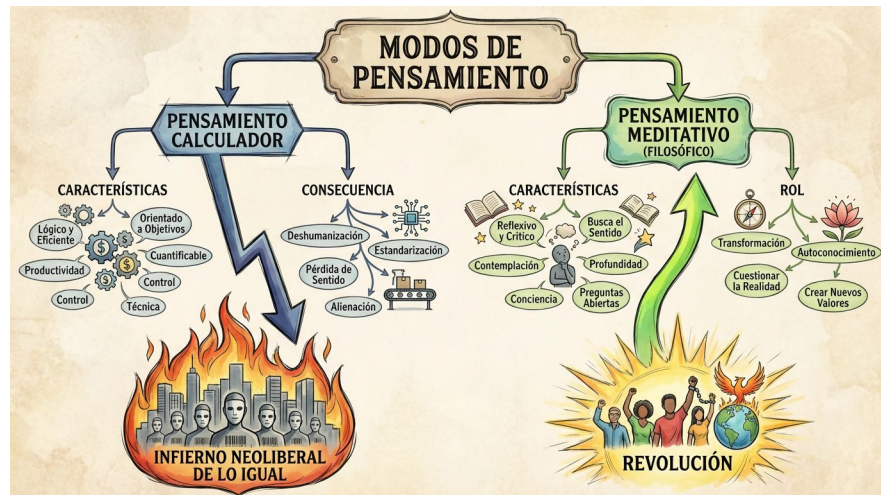 MODOS DE
PENSAMIENTO
PENSAMIENTO
CALCULADOR
CARACTERÍSTICAS
Lógico y
Eficiente
Orientado
a Objetivos
Productividad
Cuantificable
Control
Control
Técnica
$
$
$
$
CONSECUENCIA
Deshumanización
Estandarización
Pérdida de
Sentido
Alienación
INFIERNO NEOLIBERAL
DE LO IGUAL
PENSAMIENTO
MEDITATIVO
(FILOSÓFICO)
CARACTERÍSTICAS
Reflexivo
y Crítico
Busca el
Sentido
Contemplación
Profundidad
Conciencia
Preguntas
Abiertas
ROL
Transformación
Autoconocimiento
Cuestionar
la Realidad
Crear Nuevos
Valores
REVOLUCIÓN